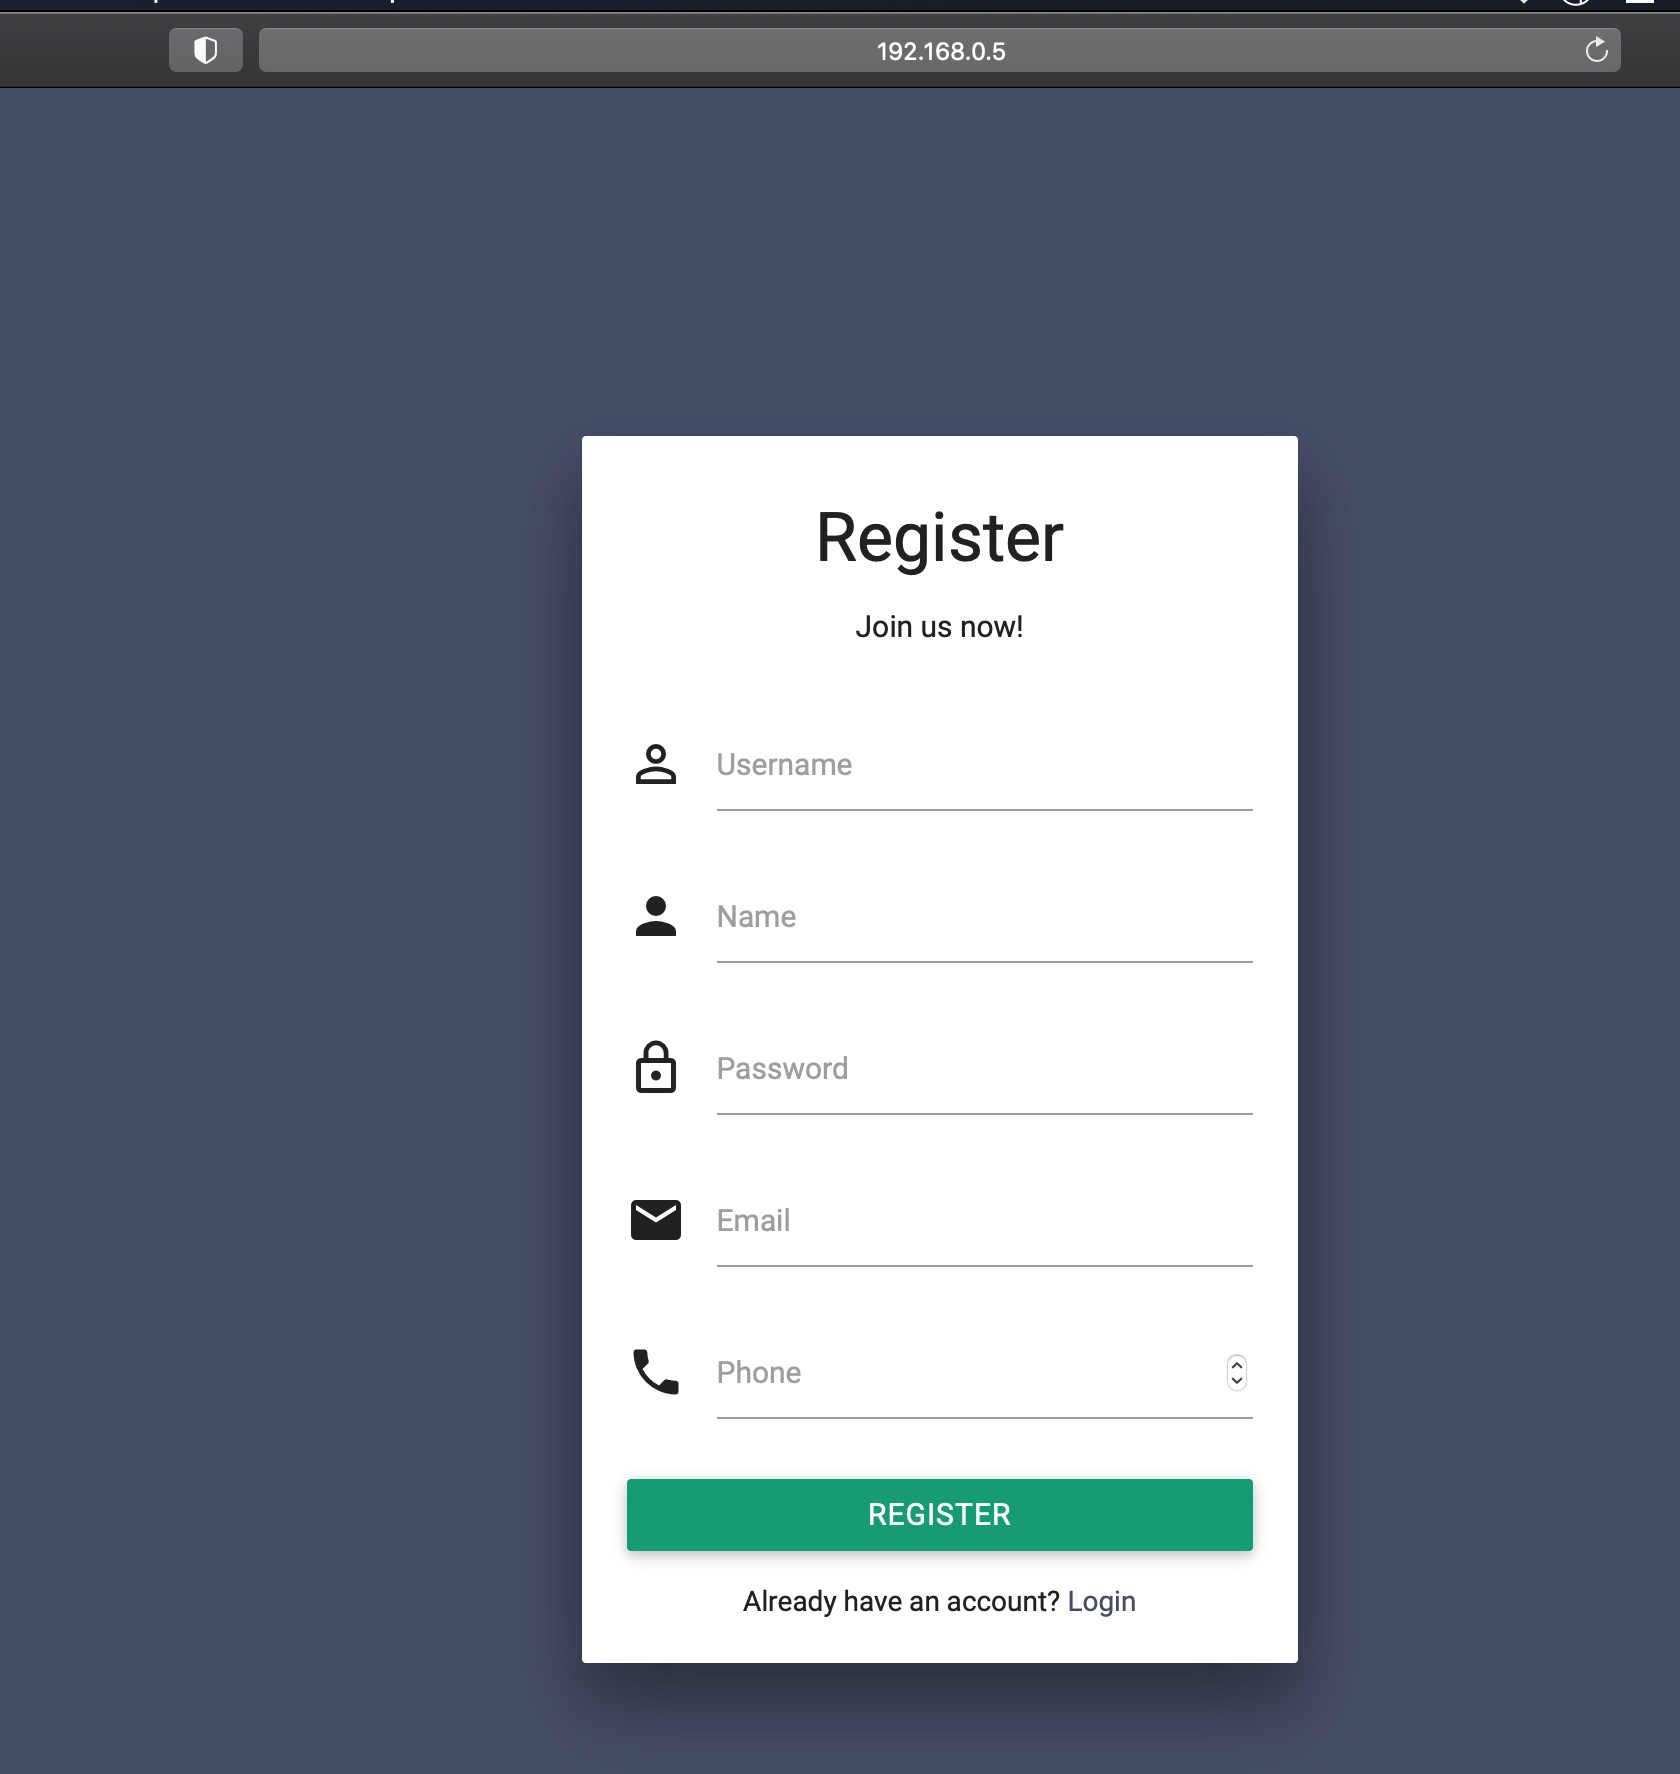 192.168.0.5
Register
Join us now!
Username
Name
Password
Email
Phone
REGISTER
Already have an account? Login